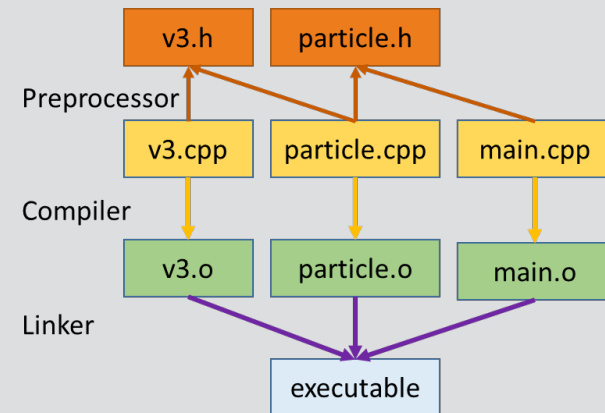 v3.h
particle.h
Preprocessor
v3.cpp
particle.cpp
main.cpp
Compiler
v3.o
particle.o
main.o
Linker
executable